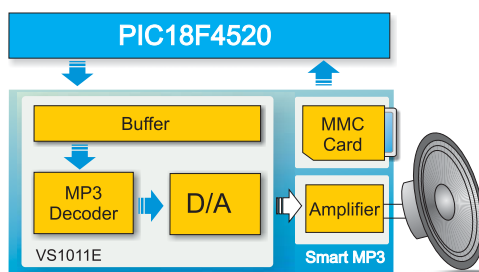 PIC18F4520
Buffer
MMC
Card
MP3
Decoder
D/A
Amplifier
VS1011E
Smart MP3